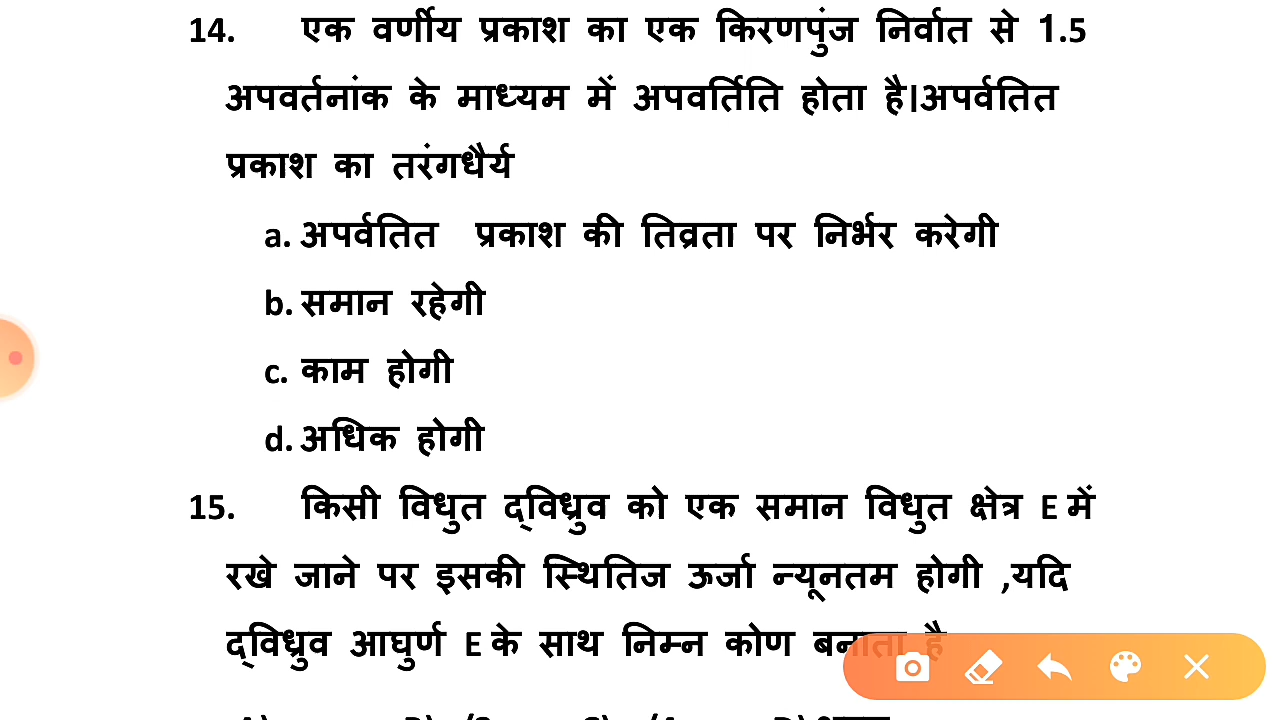 14. एक वर्णीय प्रकाश का एक किरणपुंज निर्वात से 1.5
अपवर्तनांक के माध्यम में अपवर्तिति होता है।अपर्वतित
प्रकाश का तरंगधैर्य
a. अपर्वतित प्रकाश की तिव्रता पर निर्भर करेगी
b. समान रहेगी
c. काम होगी
d. अधिक होगी
15. किसी विधुत द्विध्रुव को एक समान विधुत क्षेत्र E में
रखे जाने पर इसकी स्थितिज ऊर्जा न्यूनतम होगी ,यदि
द्विध्रुव आघुर्ण E के साथ निम्न कोण बनाता है